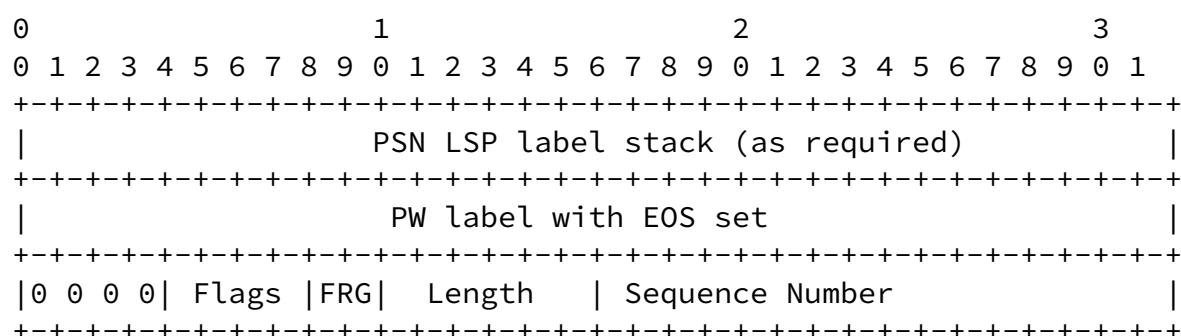 0                   1                   2                   3
0 1 2 3 4 5 6 7 8 9 0 1 2 3 4 5 6 7 8 9 0 1 2 3 4 5 6 7 8 9 0 1
+-+-+-+-+-+-+-+-+-+-+-+-+-+-+-+-+-+-+-+-+-+-+-+-+-+-+-+-+-+-+-+-+
|                   PSN LSP label stack (as required)           |
+-+-+-+-+-+-+-+-+-+-+-+-+-+-+-+-+-+-+-+-+-+-+-+-+-+-+-+-+-+-+-+-+
|                    PW label with EOS set                      |
+-+-+-+-+-+-+-+-+-+-+-+-+-+-+-+-+-+-+-+-+-+-+-+-+-+-+-+-+-+-+-+-+
|0 0 0 0| Flags |FRG|  Length   | Sequence Number               |
+-+-+-+-+-+-+-+-+-+-+-+-+-+-+-+-+-+-+-+-+-+-+-+-+-+-+-+-+-+-+-+-+